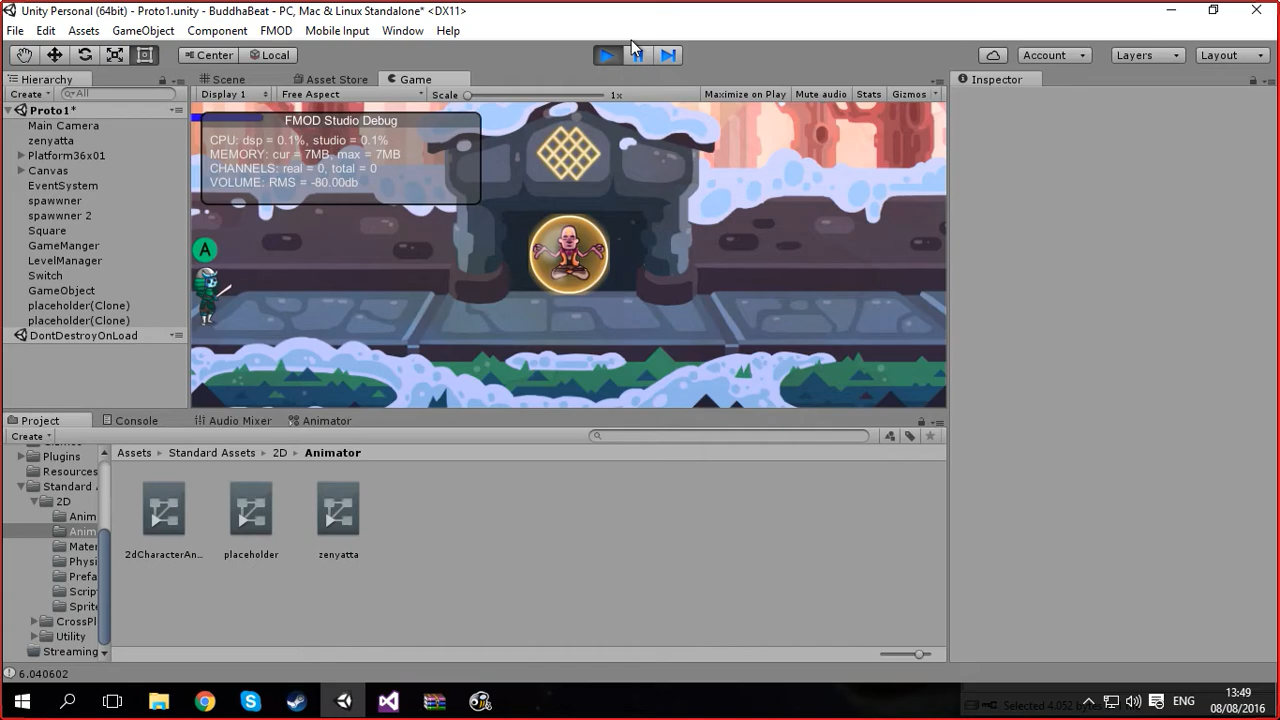 Unity Personal (64bit) - Proto1.unity - BuddhaBeat - PC, Mac & Linux Standalone* <DX11>
File Edit Assets GameObject Component FMOD Mobile Input Window Help
Center Local Account Layers Layout
Hierarchy Scene Asset Store Game Inspector
Create All Display 1 Free Aspect Scale 1x Maximize on Play Mute audio Stats Gizmos
Proto1
Main Camera
zenyatta
Platform36x01
Canvas
EventSystem
spawnner
spawnner 2
Square
GameManger
LevelManager
Switch
GameObject
placeholder(Clone)
placeholder(Clone)
DontDestroyOnLoad
FMOD Studio Debug
CPU: dsp = 0.1%, studio = 0.1%
MEMORY: cur = 7MB, max = 7MB
CHANNELS: real = 0, total = 0
VOLUME: RMS = -80.00db
A
Project Console Audio Mixer Animator
Create
Plugins
Resources
Standard
2D
Anim
Anim
Mater
Physi
Prefa
Script
Sprite
CrossPl
Utility
Streaming
Assets Standard Assets 2D Animator
2dCharacterAn... placeholder zenyatta
6.040602
ENG
13:49
08/08/2016